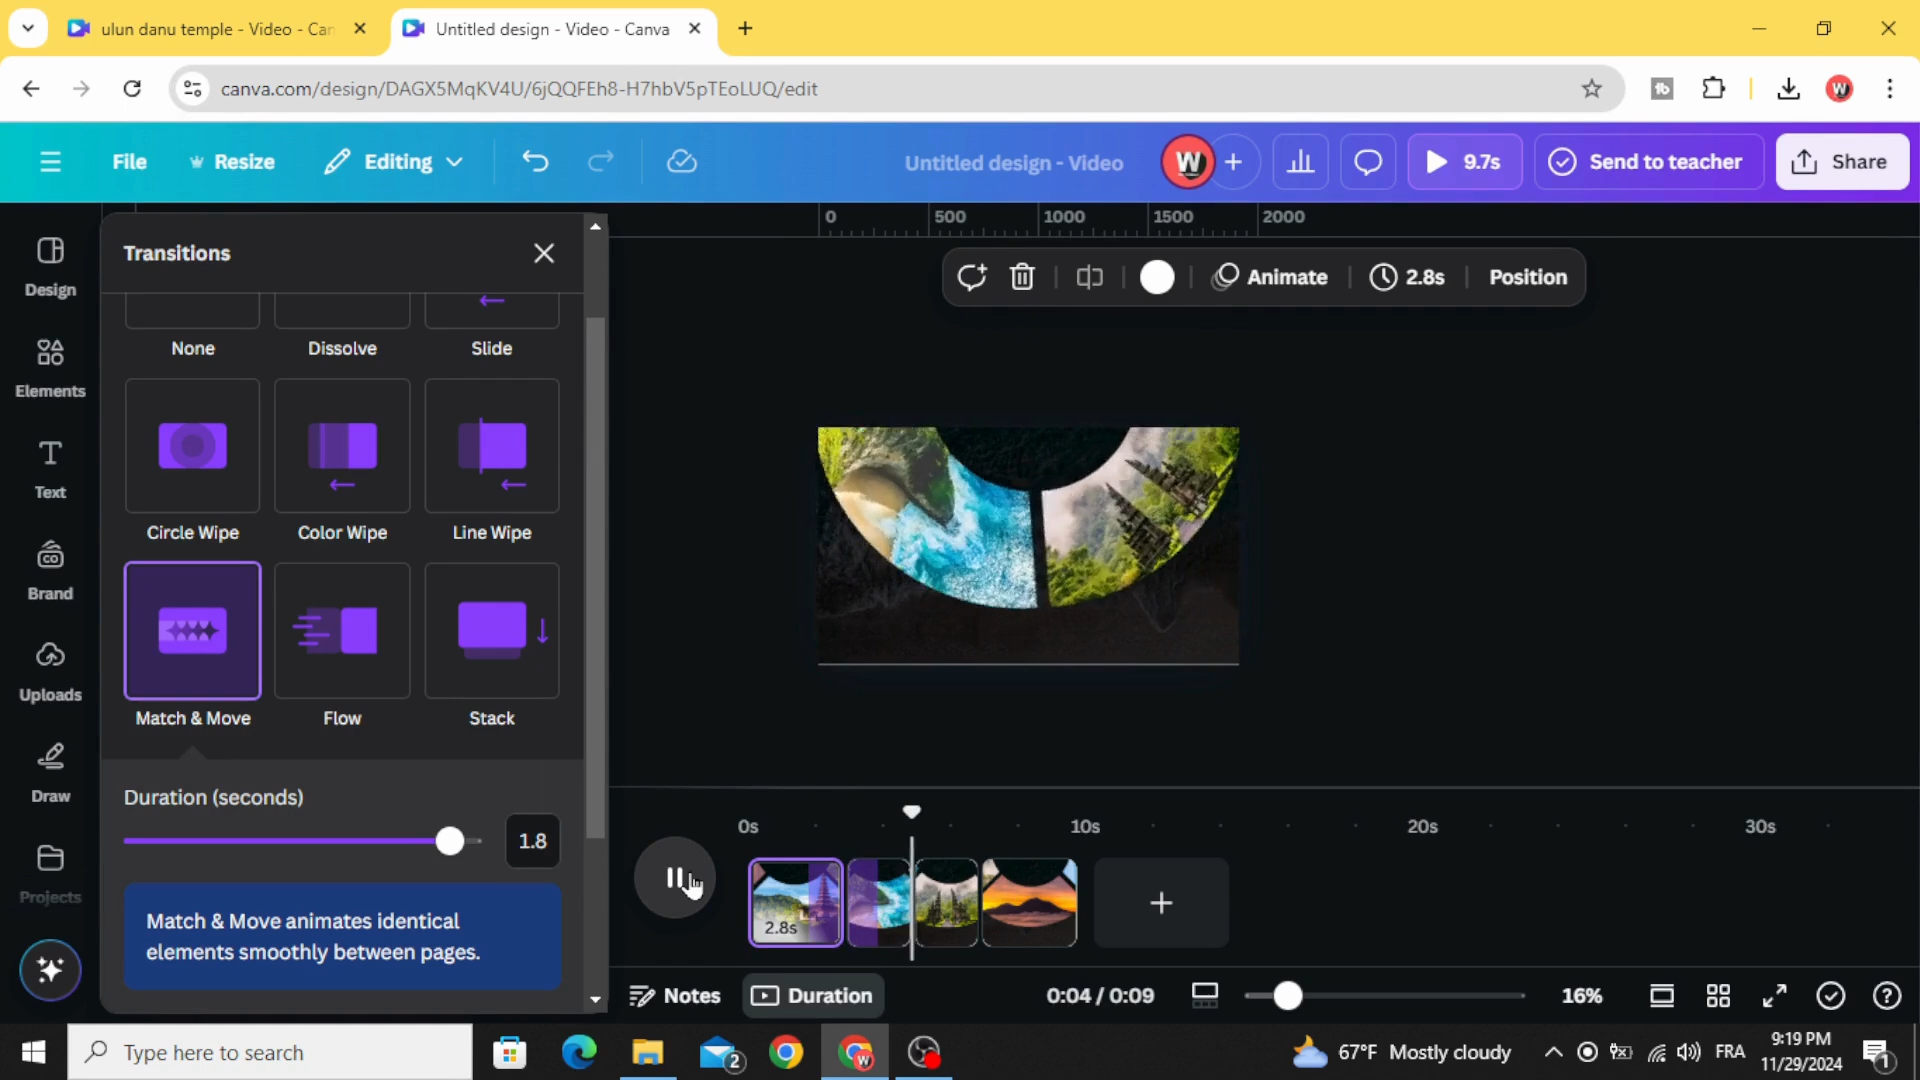 ulun danu temple - Video - Can
Untitled design - Video - Canva
canva.com/design/DAGX5MqKV4U/6jQQFEh8-H7hbV5pTEoLUQ/edit
W
File
Resize
Editing
Untitled design - Video
W
9.7s
Send to teacher
Share
0 500 1000 1500 2000
Design
Elements
Text
Brand
Uploads
Draw
Projects
Transitions
None
Dissolve
Slide
Circle Wipe
Color Wipe
Line Wipe
Match & Move
Flow
Stack
Duration (seconds)
1.8
Match & Move animates identical
elements smoothly between pages.
Animate
2.8s
Position
0s 10s 20s 30s
2.8s
Notes
Duration
0:04 / 0:09
16%
Type here to search
2
67°F Mostly cloudy
FRA
9:19 PM
11/29/2024
1